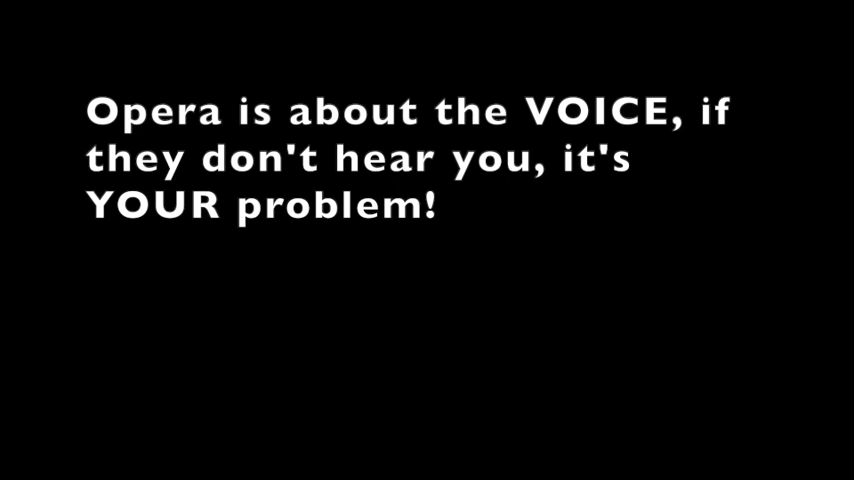 Opera is about the VOICE, if
they don't hear you, it's
YOUR problem!